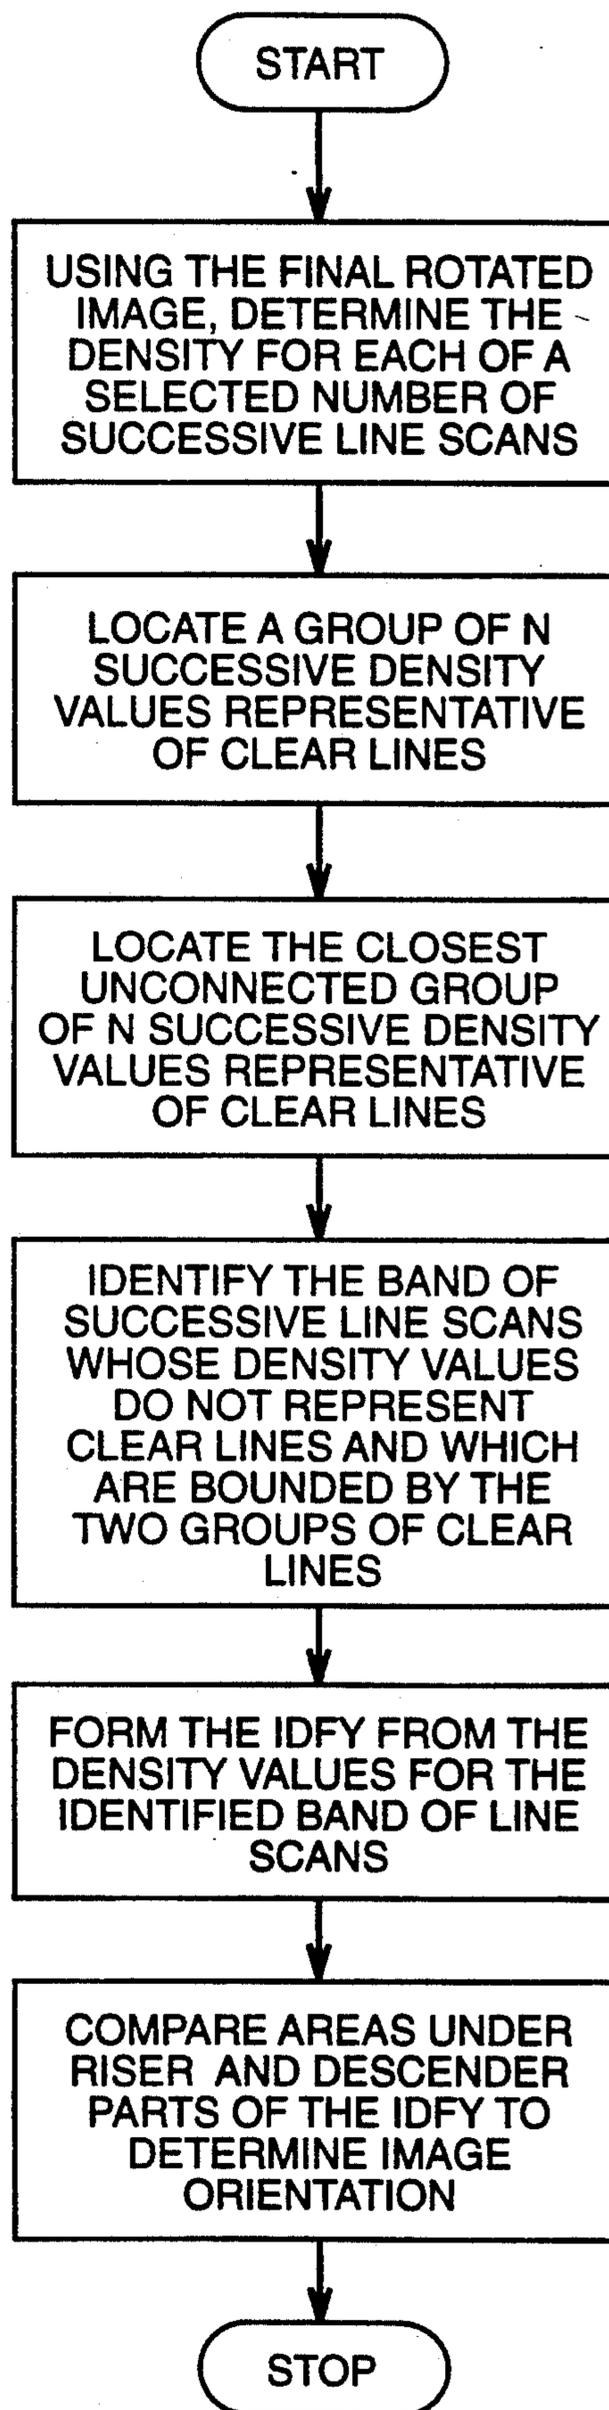 START
USING THE FINAL ROTATED
IMAGE, DETERMINE THE
DENSITY FOR EACH OF A
SELECTED NUMBER OF
SUCCESSIVE LINE SCANS
LOCATE A GROUP OF N
SUCCESSIVE DENSITY
VALUES REPRESENTATIVE
OF CLEAR LINES
LOCATE THE CLOSEST
UNCONNECTED GROUP
OF N SUCCESSIVE DENSITY
VALUES REPRESENTATIVE
OF CLEAR LINES
IDENTIFY THE BAND OF
SUCCESSIVE LINE SCANS
WHOSE DENSITY VALUES
DO NOT REPRESENT
CLEAR LINES AND WHICH
ARE BOUNDED BY THE
TWO GROUPS OF CLEAR
LINES
FORM THE IDFY FROM THE
DENSITY VALUES FOR THE
IDENTIFIED BAND OF LINE
SCANS
COMPARE AREAS UNDER
RISER AND DESCENDER
PARTS OF THE IDFY TO
DETERMINE IMAGE
ORIENTATION
STOP